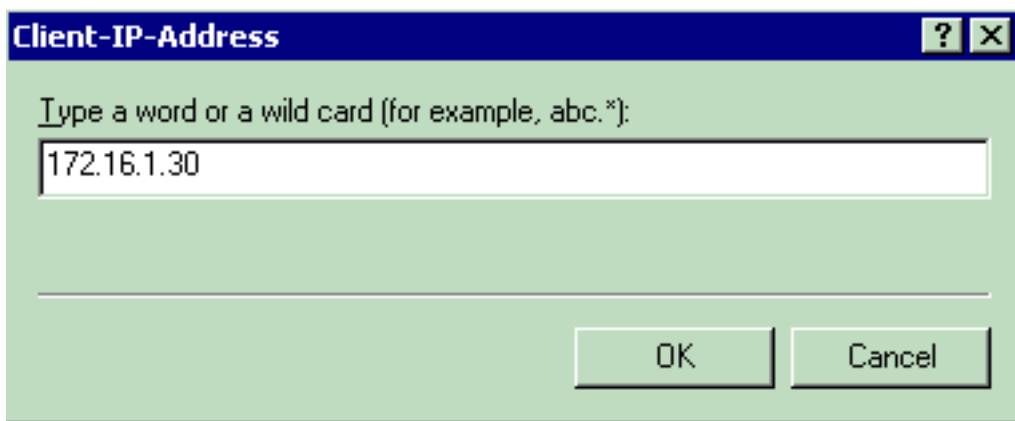 Client-IP-Address
Type a word or a wild card (for example, abc.*):
172.16.1.30
OK Cancel